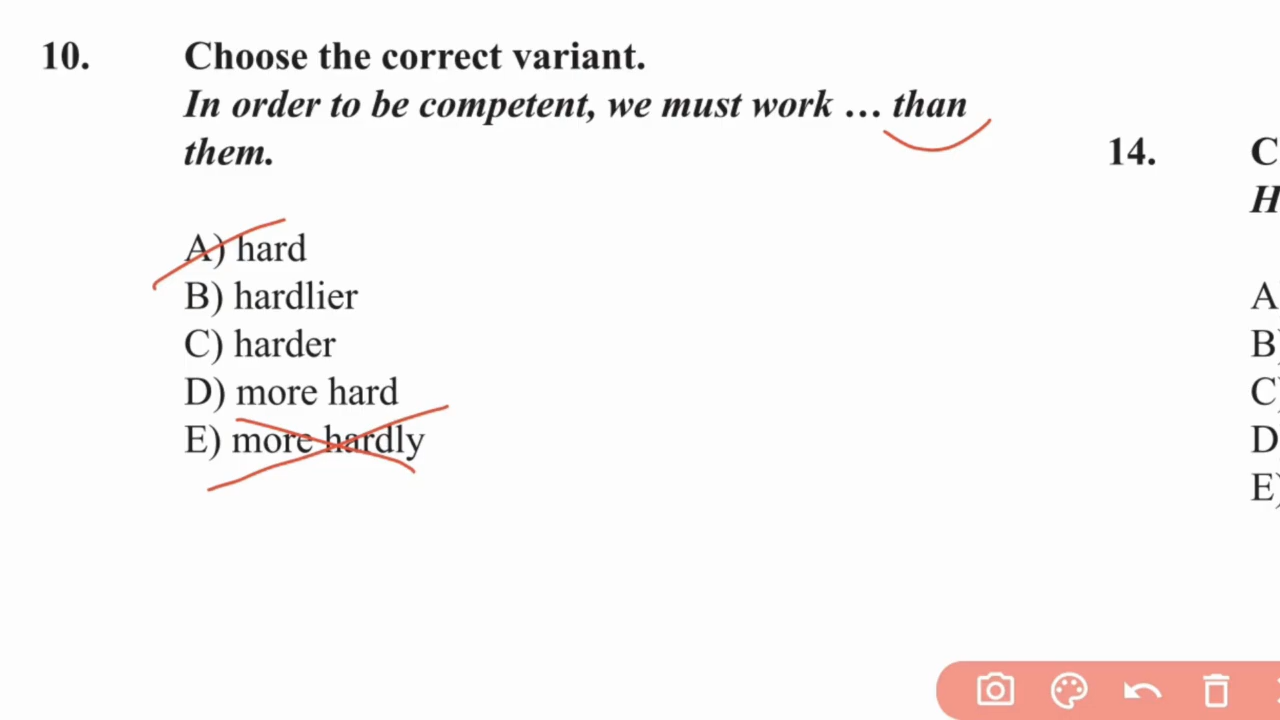 10. Choose the correct variant.
In order to be competent, we must work … than
them.
A) hard
B) hardlier
C) harder
D) more hard
E) more hardly
14. C
H
A
B)
C)
D
E)